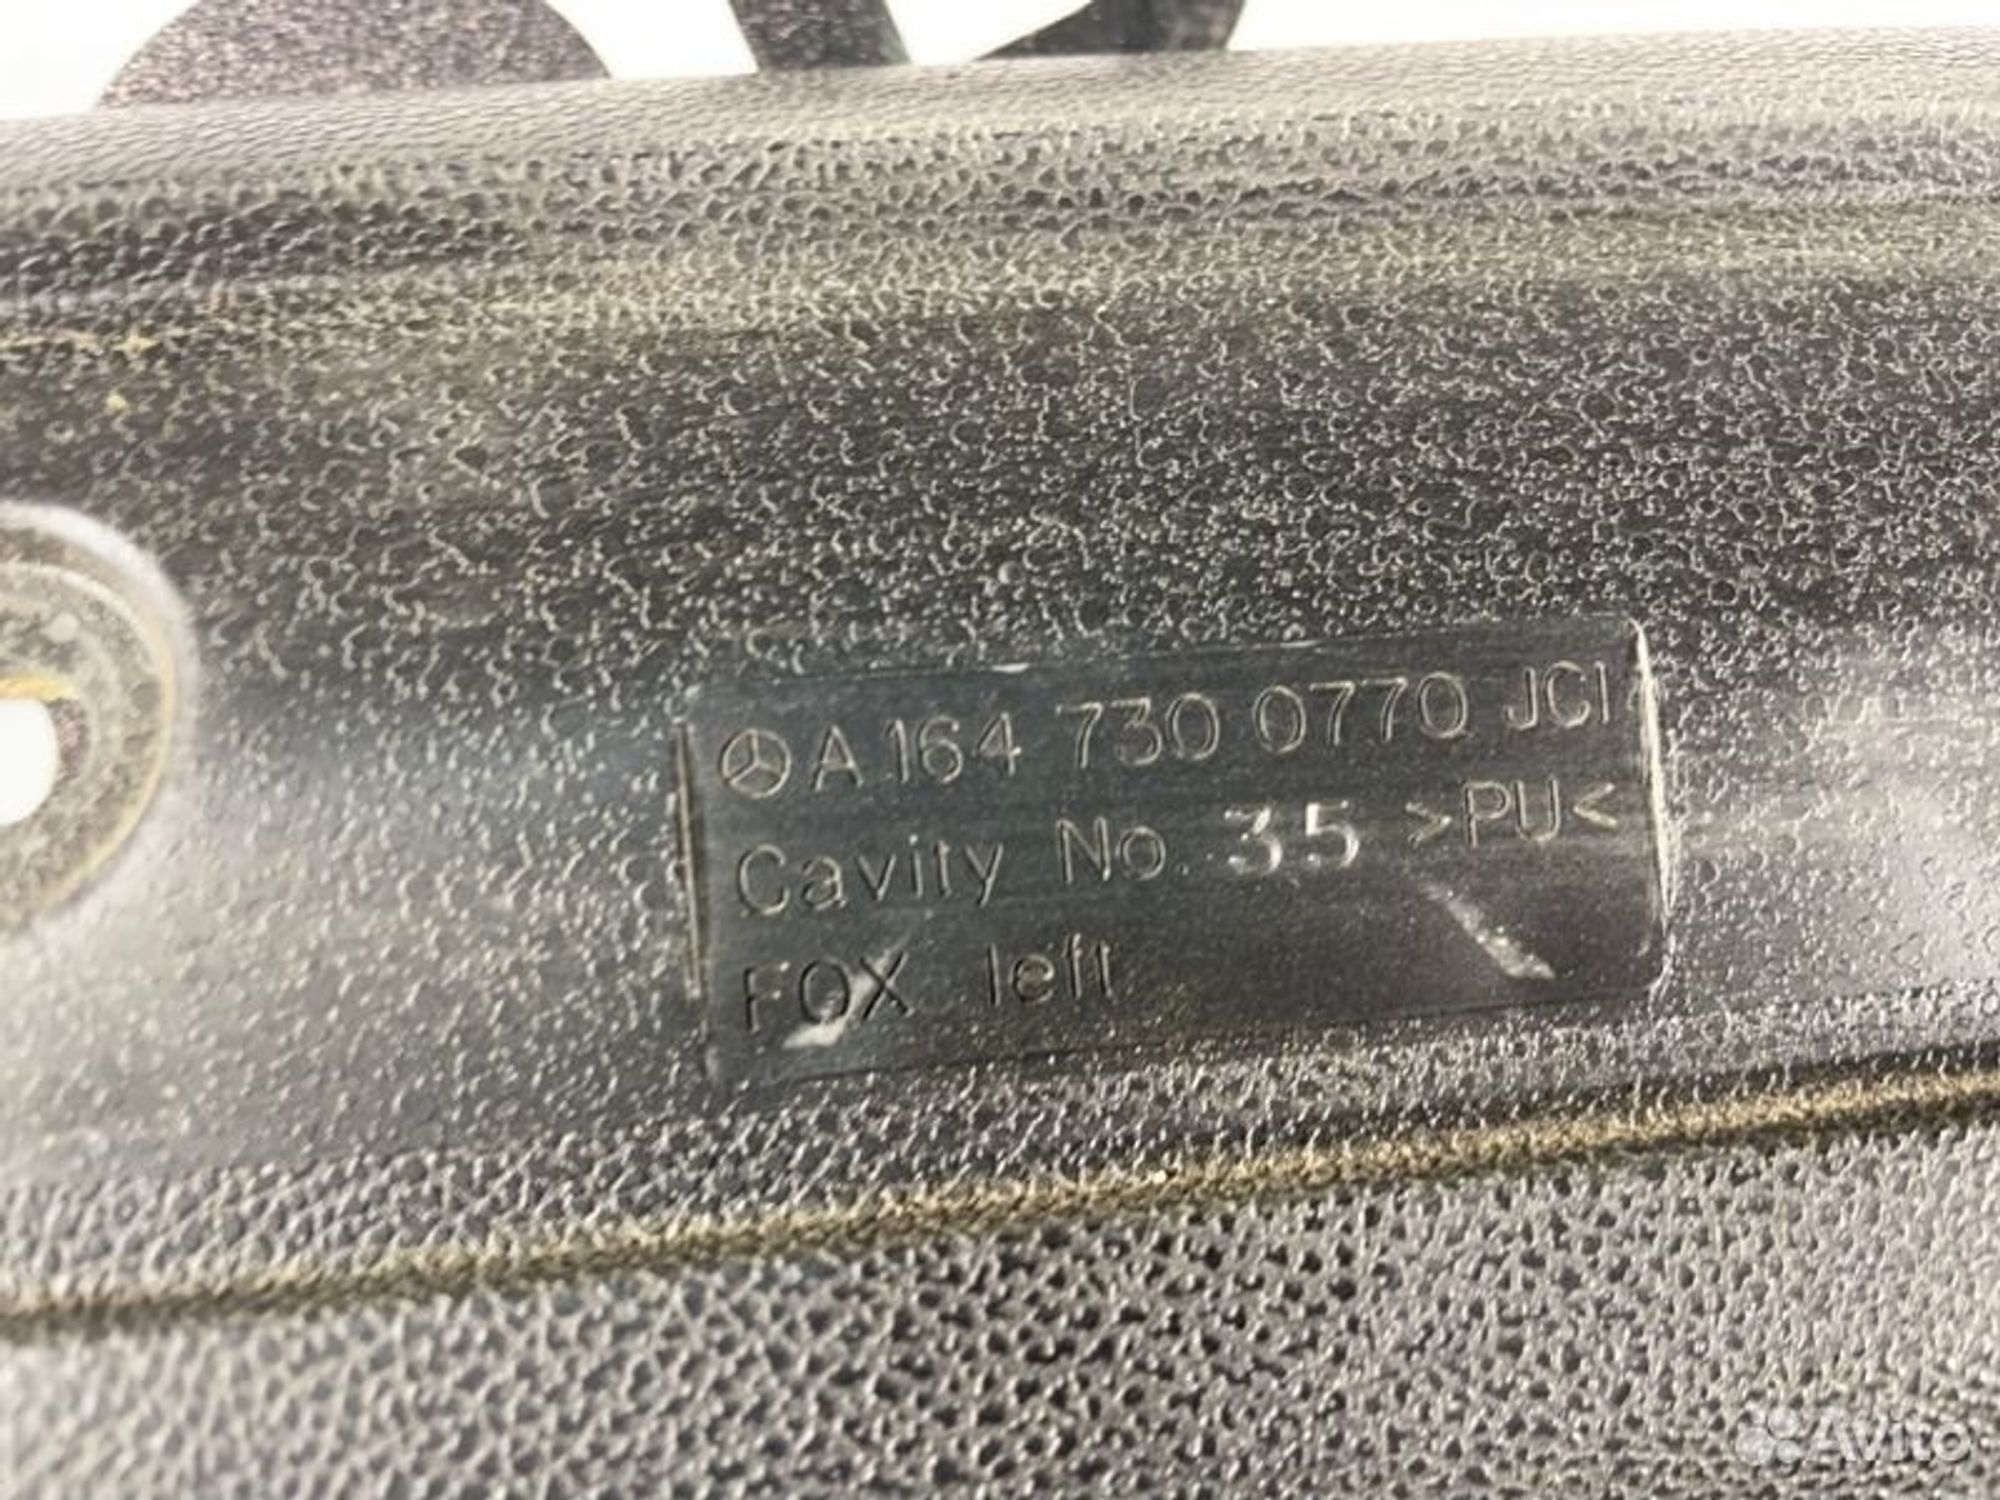 A 164 730 0770 JCI
Cavity No. 35 >PU<
FOX left
Avito